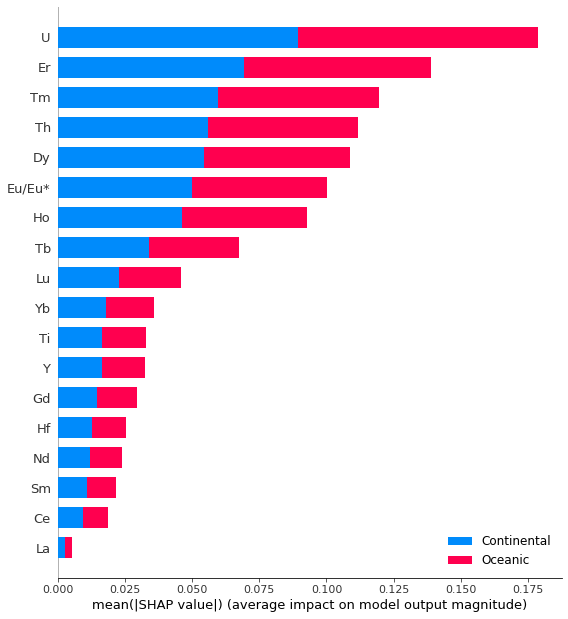 U
Er
Tm
Th
Dy
Eu/Eu*
Ho
Tb
Lu
Yb
Ti
Y
Gd
Hf
Nd
Sm
Ce
La
Continental
Oceanic
0.000 0.025 0.050 0.075 0.100 0.125 0.150 0.175
mean(|SHAP value|) (average impact on model output magnitude)